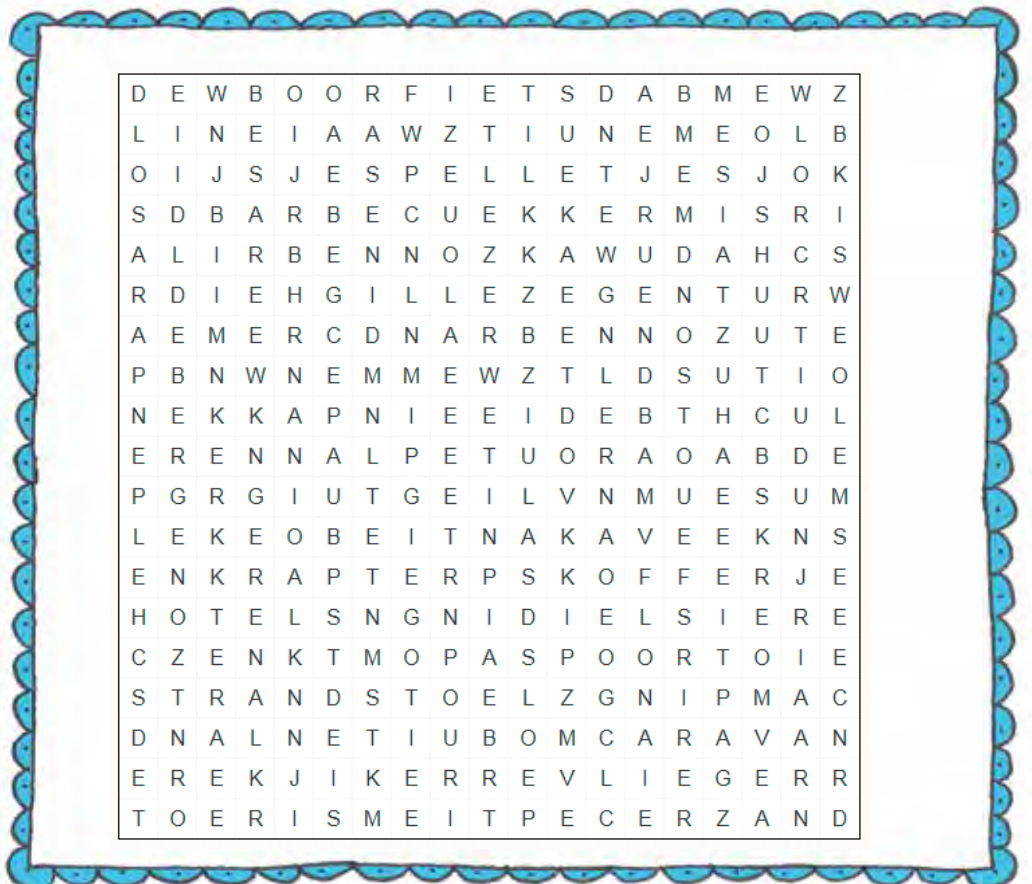 D E W B O O R F I E T S D A B M E W Z
L I N E I A A W Z T I U N E M E O L B
O I J S J E S P E L L E T J E S J O K
S D B A R B E C U E K K E R M I S R I
A L I R B E N N O Z K A W U D A H C S
R D I E H G I L L E Z E G E N T U R W
A E M E R C D N A R B E N N O Z U T E
P B N W N E M M E W Z T L D S U T I O
N E K K A P N I E E I D E B T H C U L
E R E N N A L P E T U O R A O A B D E
P G R G I U T G E I L V N M U E S U M
L E K E O B E I T N A K A V E E K N S
E N K R A P T E R P S K O F F E R J E
H O T E L S N G N I D I E L S I E R E
C Z E N K T M O P A S P O O R T O I E
S T R A N D S T O E L Z G N I P M A C
D N A L N E T I U B O M C A R A V A N
E R E K J I K E R R E V L I E G E R R
T O E R I S M E I T P E C E R Z A N D